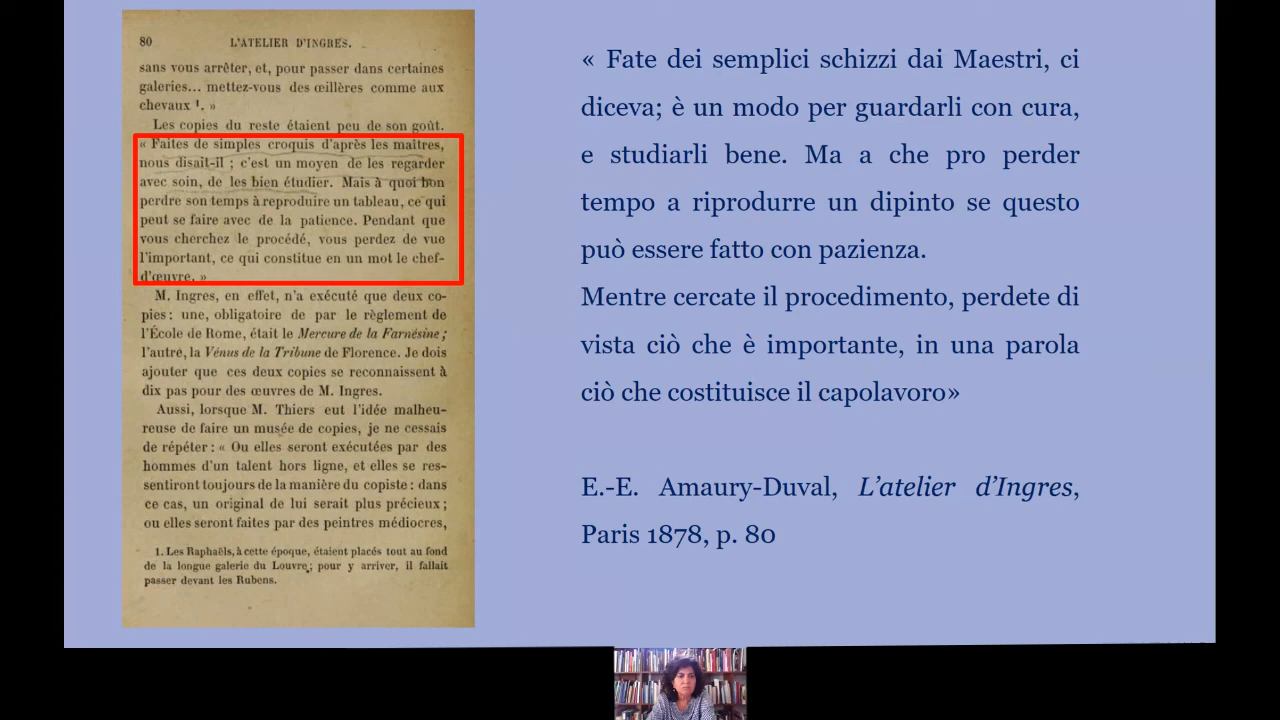 80 L'ATELIER D'INGRES.
sans vous arrêter, et, pour passer dans certaines
galeries... mettez-vous des œillères comme aux
chevaux ¹. »
Les copies du reste étaient peu de son goût.
« Faites de simples croquis d'après les maîtres,
nous disait-il ; c'est un moyen de les regarder
avec soin, de les bien étudier. Mais à quoi bon
perdre son temps à reproduire un tableau, ce qui
peut se faire avec de la patience. Pendant que
vous cherchez le procédé, vous perdez de vue
l'important, ce qui constitue en un mot le chef-
d'œuvre. »
M. Ingres, en effet, n'a exécuté que deux co-
pies : une, obligatoire de par le règlement de
l'École de Rome, était le Mercure de la Farnésine ;
l'autre, la Vénus de la Tribune de Florence. Je dois
ajouter que ces deux copies se reconnaissent à
dix pas pour des œuvres de M. Ingres.
Aussi, lorsque M. Thiers eut l'idée malheu-
reuse de faire un musée de copies, je ne cessais
de répéter : « Ou elles seront exécutées par des
hommes d'un talent hors ligne, et elles se res-
sentiront toujours de la manière du copiste : dans
ce cas, un original de lui serait plus précieux ;
ou elles seront faites par des peintres médiocres,
1. Les Raphaëls, à cette époque, étaient placés tout au fond
de la longue galerie du Louvre ; pour y arriver, il fallait
passer devant les Rubens.
« Fate dei semplici schizzi dai Maestri, ci
diceva; è un modo per guardarli con cura,
e studiarli bene. Ma a che pro perder
tempo a riprodurre un dipinto se questo
può essere fatto con pazienza.
Mentre cercate il procedimento, perdete di
vista ciò che è importante, in una parola
ciò che costituisce il capolavoro»
E.-E. Amaury-Duval, L'atelier d'Ingres,
Paris 1878, p. 80